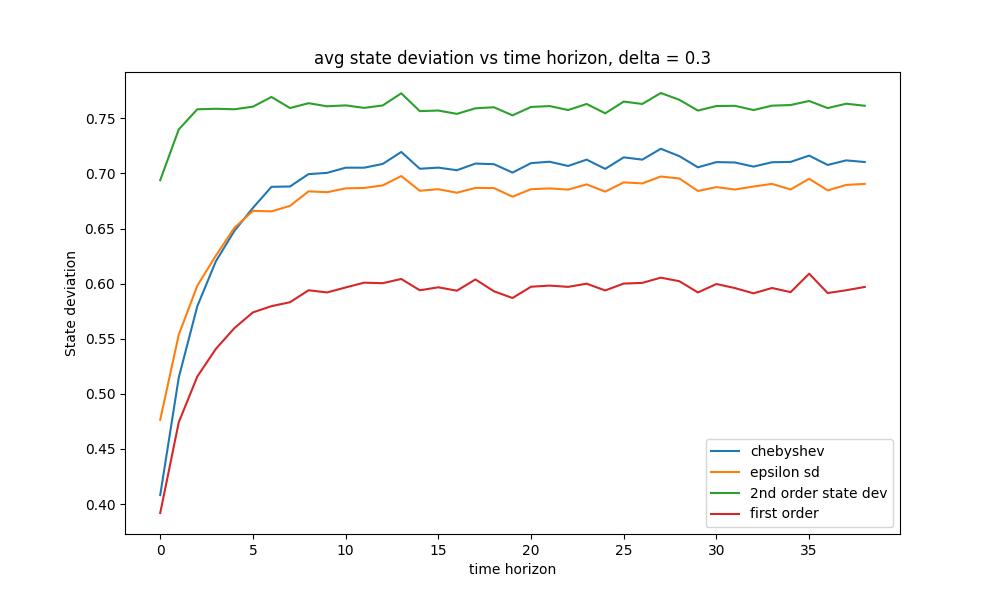 avg state deviation vs time horizon, delta = 0.3
State deviation
0.75
0.70
0.65
0.60
0.55
0.50
0.45
0.40
chebyshev
epsilon sd
2nd order state dev
first order
0 5 10 15 20 25 30 35
time horizon